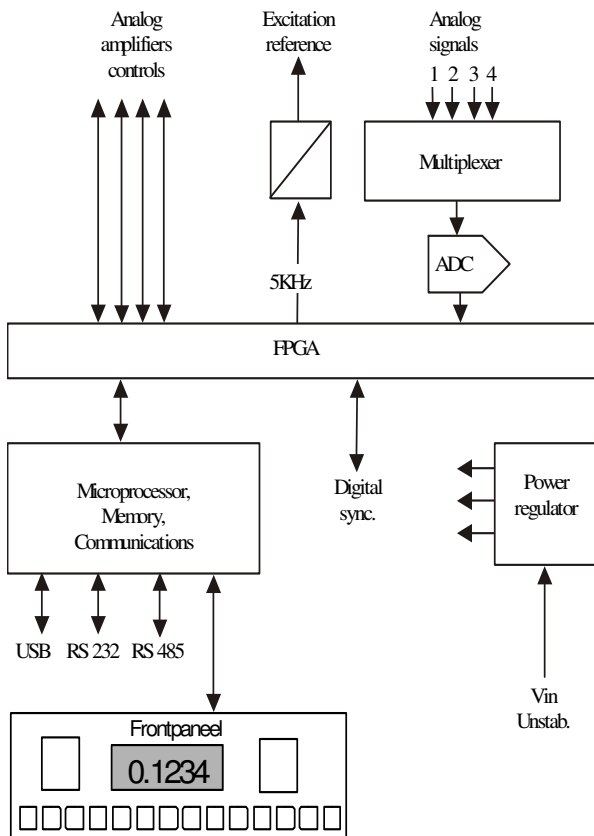 Analog
amplifiers
controls
Excitation
reference
Analog
signals
1 2 3 4
Multiplexer
ADC
5KHz
FPGA
Microprocessor,
Memory,
Communications
Digital
sync.
Power
regulator
USB RS 232 RS 485
Vin
Unstab.
Frontpaneel
0.1234